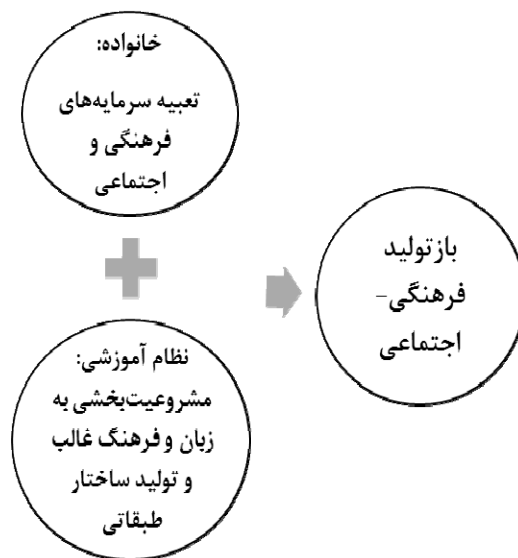 خانواده:
تعبیه سرمایه‌های
فرهنگی و
اجتماعی
بازتولید
فرهنگی-
اجتماعی
نظام آموزشی:
مشروعیت‌بخشی به
زبان و فرهنگ غالب
و تولید ساختار
طبقاتی